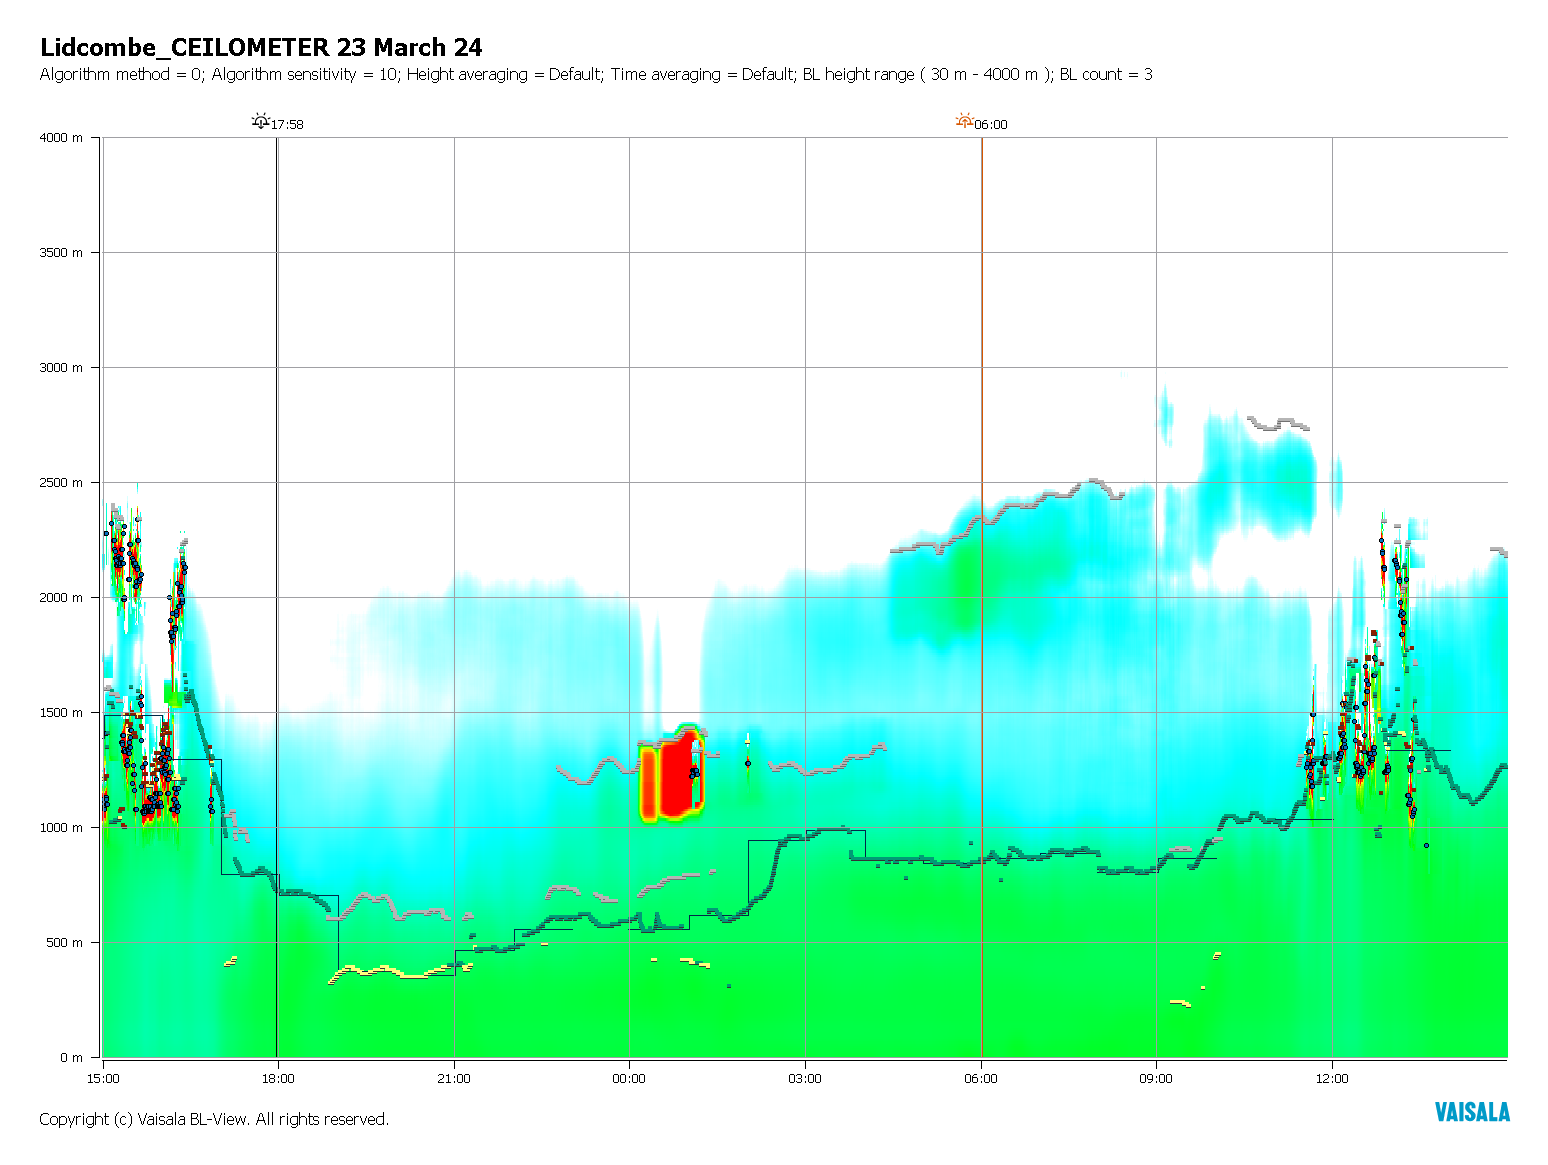 Lidcombe_CEILOMETER 23 March 24
Algorithm method = 0; Algorithm sensitivity = 10; Height averaging = Default; Time averaging = Default; BL height range ( 30 m - 4000 m ); BL count = 3
17:58
06:00
4000 m
3500 m
3000 m
2500 m
2000 m
1500 m
1000 m
500 m
0 m
15:00
18:00
21:00
00:00
03:00
06:00
09:00
12:00
Copyright (c) Vaisala BL-View. All rights reserved.
VAISALA